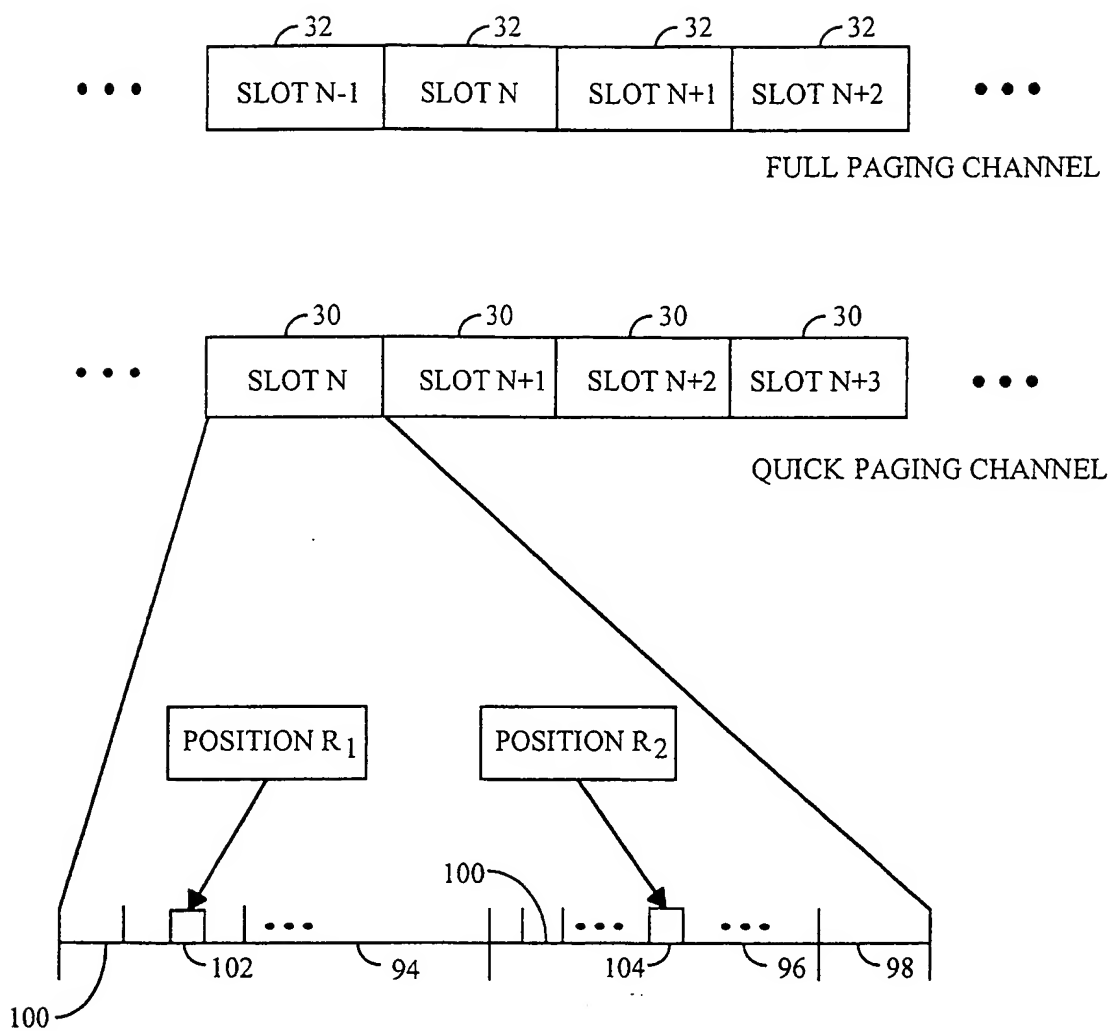 32 32 32 32
••• SLOT N-1 SLOT N SLOT N+1 SLOT N+2 •••
FULL PAGING CHANNEL
30 30 30 30
••• SLOT N SLOT N+1 SLOT N+2 SLOT N+3 •••
QUICK PAGING CHANNEL
POSITION R1 POSITION R2
100
••• ••• •••
102 94 104 96 98
100